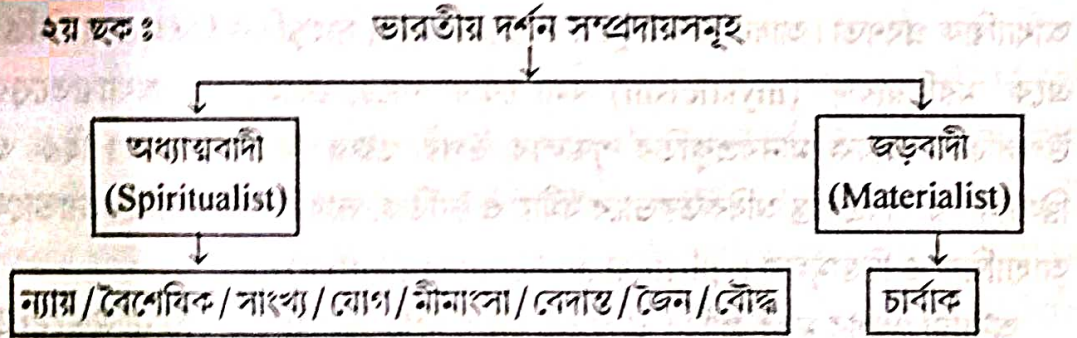 ২য় ছক ঃ ভারতীয় দর্শন সম্প্রদায়সমূহ
অধ্যাত্মবাদী জড়বাদী
(Spiritualist) (Materialist)
ন্যায় / বৈশেষিক / সাংখ্য / যোগ / মীমাংসা / বেদান্ত / জৈন / বৌদ্ধ চার্বাক